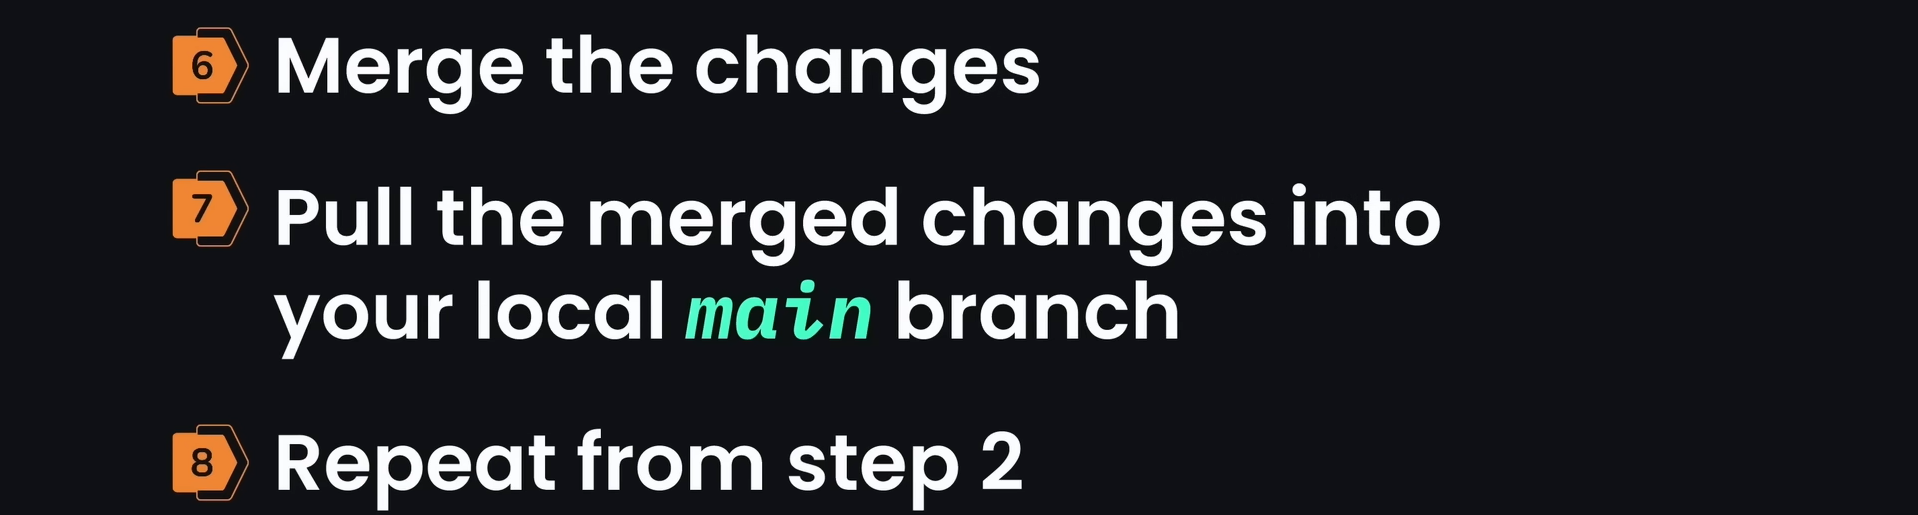 6 Merge the changes
7 Pull the merged changes into
your local main branch
8 Repeat from step 2